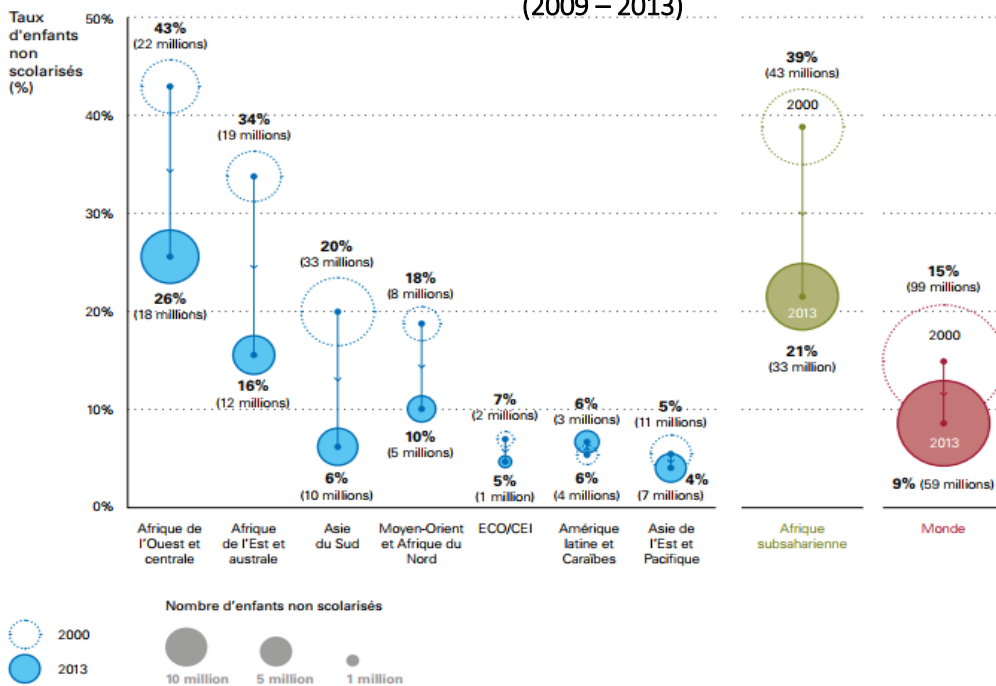 (2009 – 2013)
Taux
d'enfants
non
scolarisés
(%)
50%
40%
30%
20%
10%
0%
43%
(22 millions)
26%
(18 millions)
34%
(19 millions)
16%
(12 millions)
20%
(33 millions)
6%
(10 millions)
18%
(8 millions)
10%
(5 millions)
7%
(2 millions)
5%
(1 million)
6%
(3 millions)
6%
(4 millions)
5%
(11 millions)
4%
(7 millions)
39%
(43 millions)
2000
2013
21%
(33 million)
15%
(99 millions)
2000
2013
9% (59 millions)
Afrique de
l'Ouest et
centrale
Afrique
de l'Est et
australe
Asie
du Sud
Moyen-Orient
et Afrique du
Nord
ECO/CEI
Amérique
latine et
Caraïbes
Asie de
l'Est et
Pacifique
Afrique
subsaharienne
Monde
Nombre d'enfants non scolarisés
2000
2013
10 million
5 million
1 million